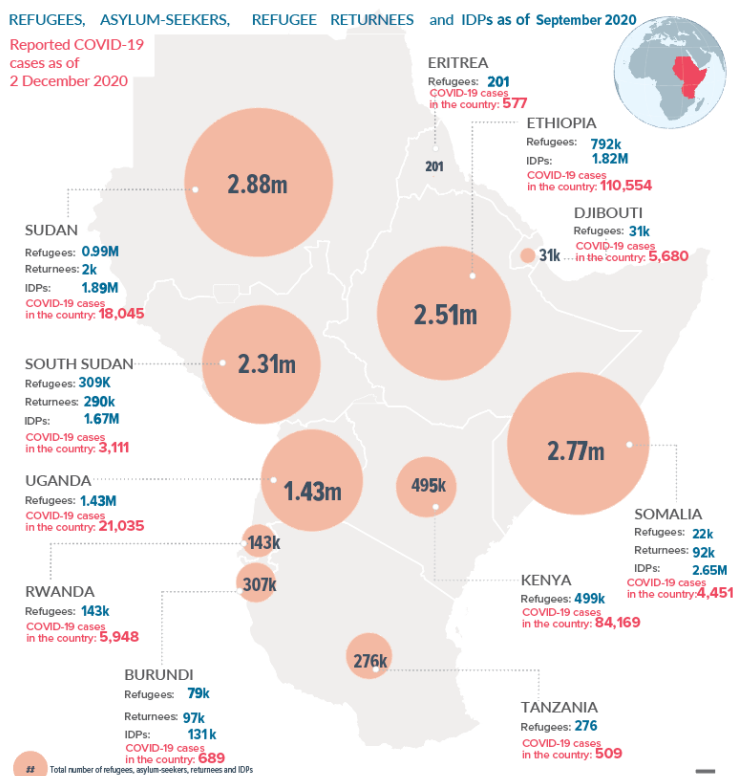 REFUGEES, ASYLUM-SEEKERS, REFUGEE RETURNEES and IDPs as of September 2020
Reported COVID-19
cases as of
2 December 2020
ERITREA
Refugees: 201
COVID-19 cases
in the country: 577
201
ETHIOPIA
Refugees: 792k
IDPs: 1.82M
COVID-19 cases
in the country: 110,554
2.51m
DJIBOUTI
Refugees: 31k
COVID-19 cases
in the country: 5,680
31k
2.88m
SUDAN
Refugees: 0.99M
Returnees: 2k
IDPs: 1.89M
COVID-19 cases
in the country: 18,045
2.31m
SOUTH SUDAN
Refugees: 309K
Returnees: 290k
IDPs: 1.67M
COVID-19 cases
in the country: 3,111
2.77m
SOMALIA
Refugees: 22k
Returnees: 92k
IDPs: 2.65M
COVID-19 cases
in the country: 4,451
1.43m
UGANDA
Refugees: 1.43M
COVID-19 cases
in the country: 21,035
495k
KENYA
Refugees: 499k
COVID-19 cases
in the country: 84,169
143k
RWANDA
Refugees: 143k
COVID-19 cases
in the country: 5,948
307k
BURUNDI
Refugees: 79k
Returnees: 97k
IDPs: 131k
COVID-19 cases
in the country: 689
276k
TANZANIA
Refugees: 276
COVID-19 cases
in the country: 509
## Total number of refugees, asylum-seekers, returnees and IDPs